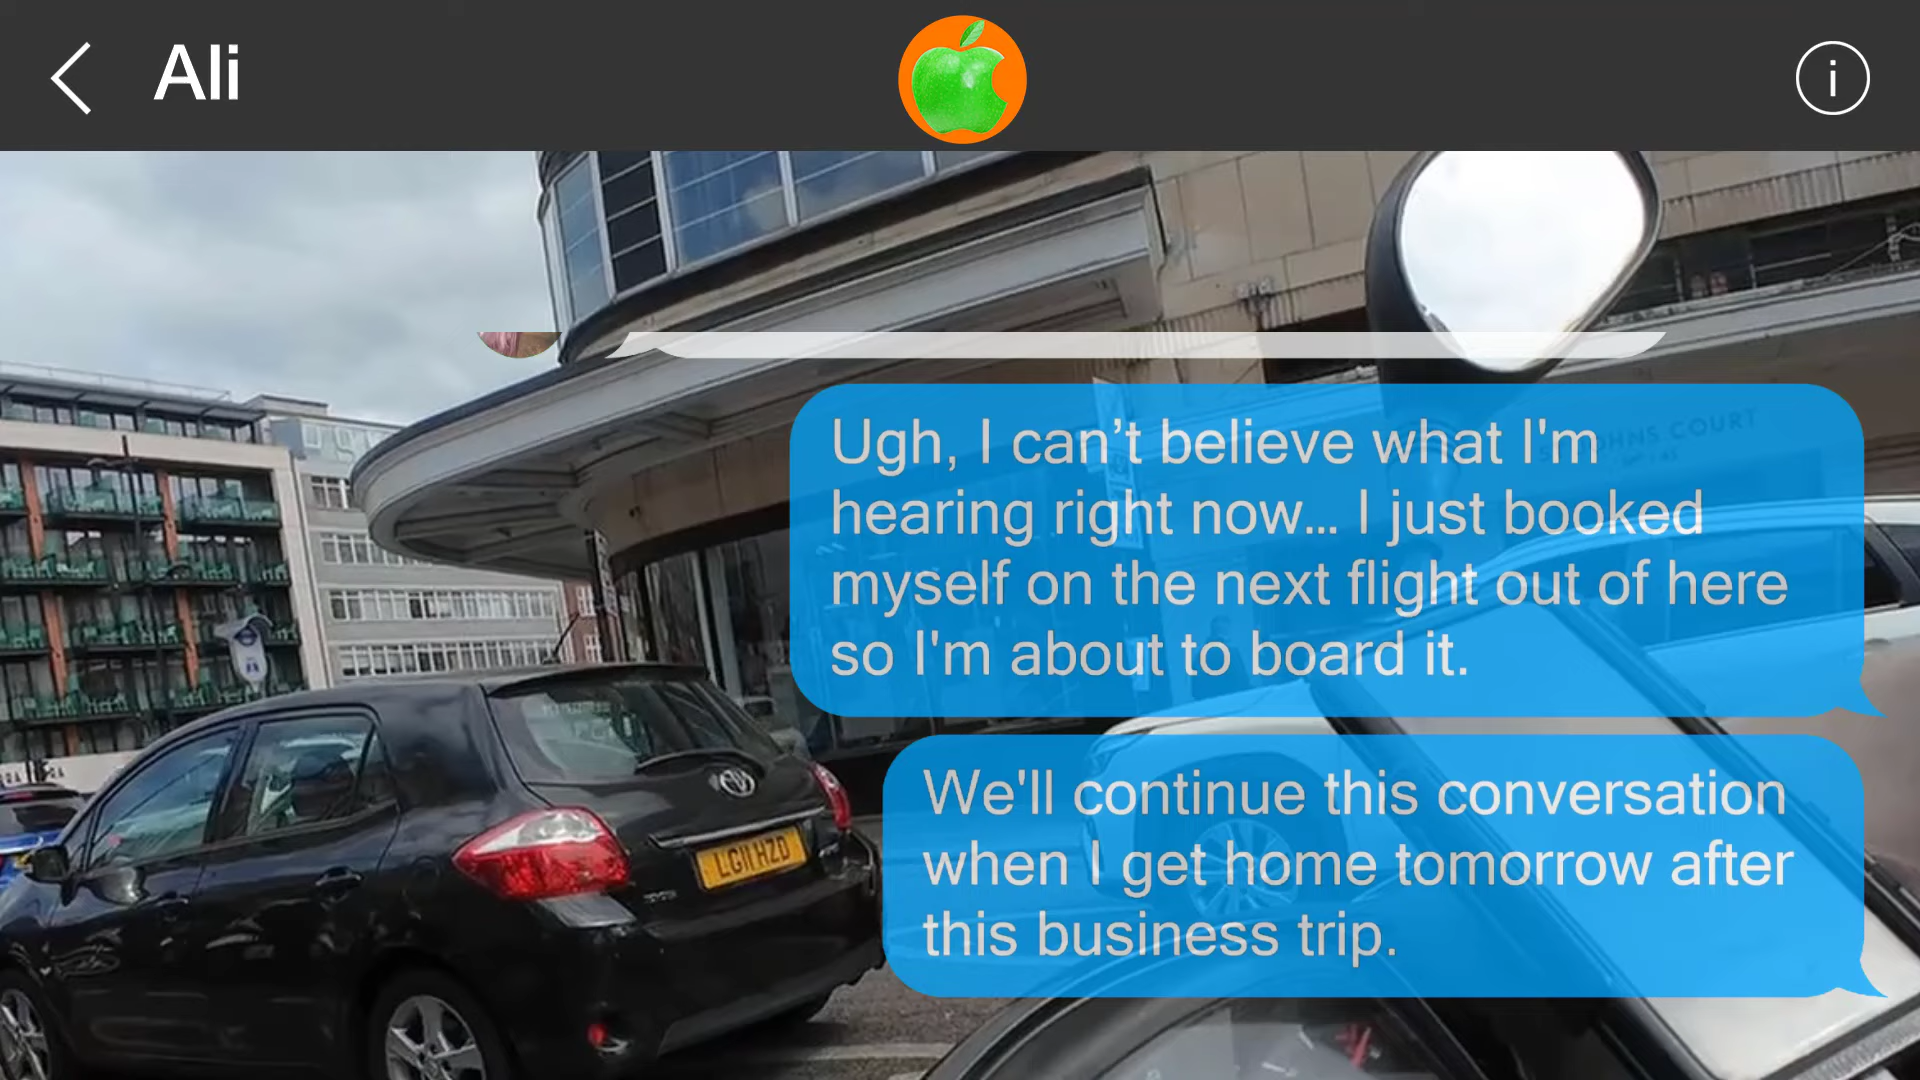 Ali
i
Ugh, I can’t believe what I'm
hearing right now... I just booked
myself on the next flight out of here
so I'm about to board it.
We'll continue this conversation
when I get home tomorrow after
this business trip.
JOHNS COURT
LG11 HZD